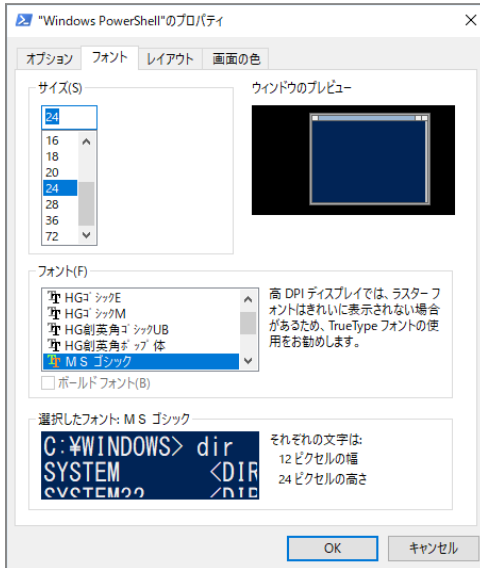 "Windows PowerShell"のプロパティ
オプション フォント レイアウト 画面の色
サイズ(S)
24
16
18
20
24
28
36
72
ウィンドウのプレビュー
フォント(F)
HGゴシックE
HGゴシックM
HG創英角ゴシックUB
HG創英角ポップ体
ＭＳ ゴシック
ボールド フォント(B)
高 DPI ディスプレイでは、ラスター フ
ォントはきれいに表示されない場合
があるため、TrueType フォントの使
用をお勧めします。
選択したフォント: ＭＳ ゴシック
C:¥WINDOWS> dir
SYSTEM <DIR
SYSTEM32 <DIR
それぞれの文字は:
12 ピクセルの幅
24 ピクセルの高さ
OK キャンセル